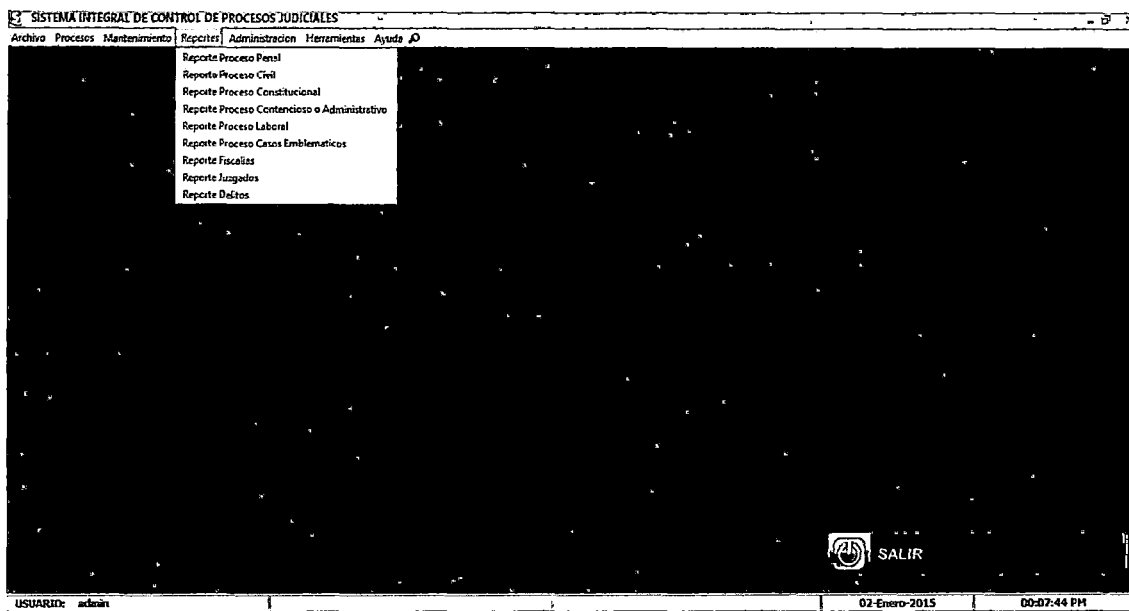 SISTEMA INTEGRAL DE CONTROL DE PROCESOS JUDICIALES
Archivo Procesos Mantenimiento Reportes Administracion Herramientas Ayuda
Reporte Proceso Penal
Reporte Proceso Civil
Reporte Proceso Constitucional
Reporte Proceso Contencioso o Administrativo
Reporte Proceso Laboral
Reporte Proceso Casos Emblematicos
Reporte Fiscalias
Reporte Juzgados
Reporte Delitos
SALIR
USUARIO: admin 02-Enero-2015 00:07:44 PM